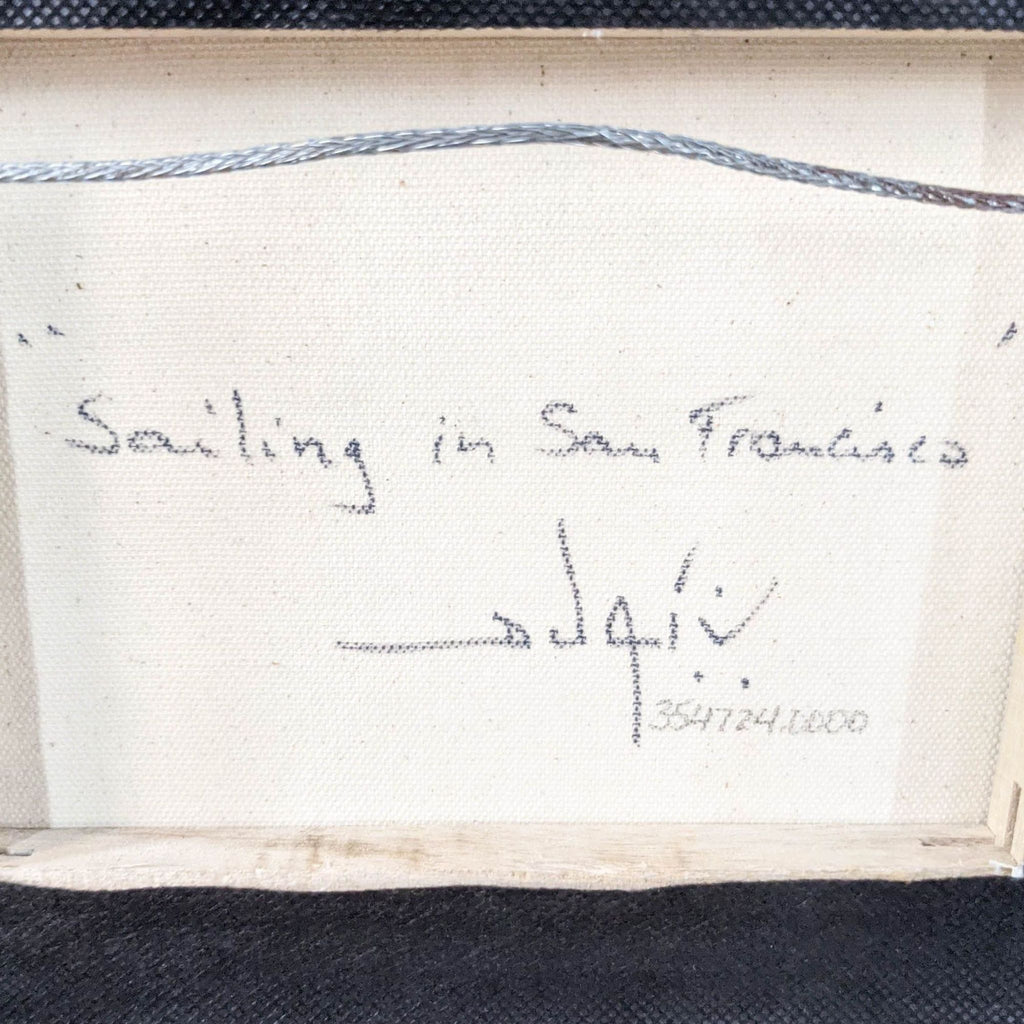 "Sailing in San Francisco"
354724.0000